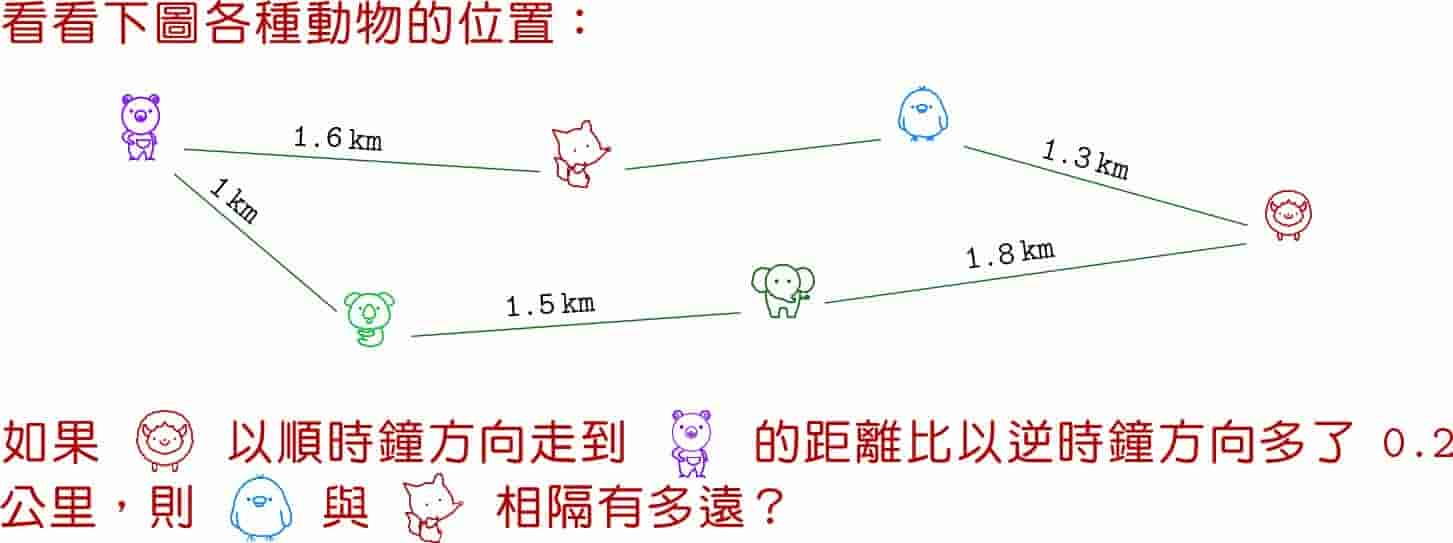 看看下圖各種動物的位置：
1.6 km
1.3 km
1 km
1.8 km
1.5 km
如果 以順時鐘方向走到 的距離比以逆時鐘方向多了 0.2
公里，則 與 相隔有多遠？